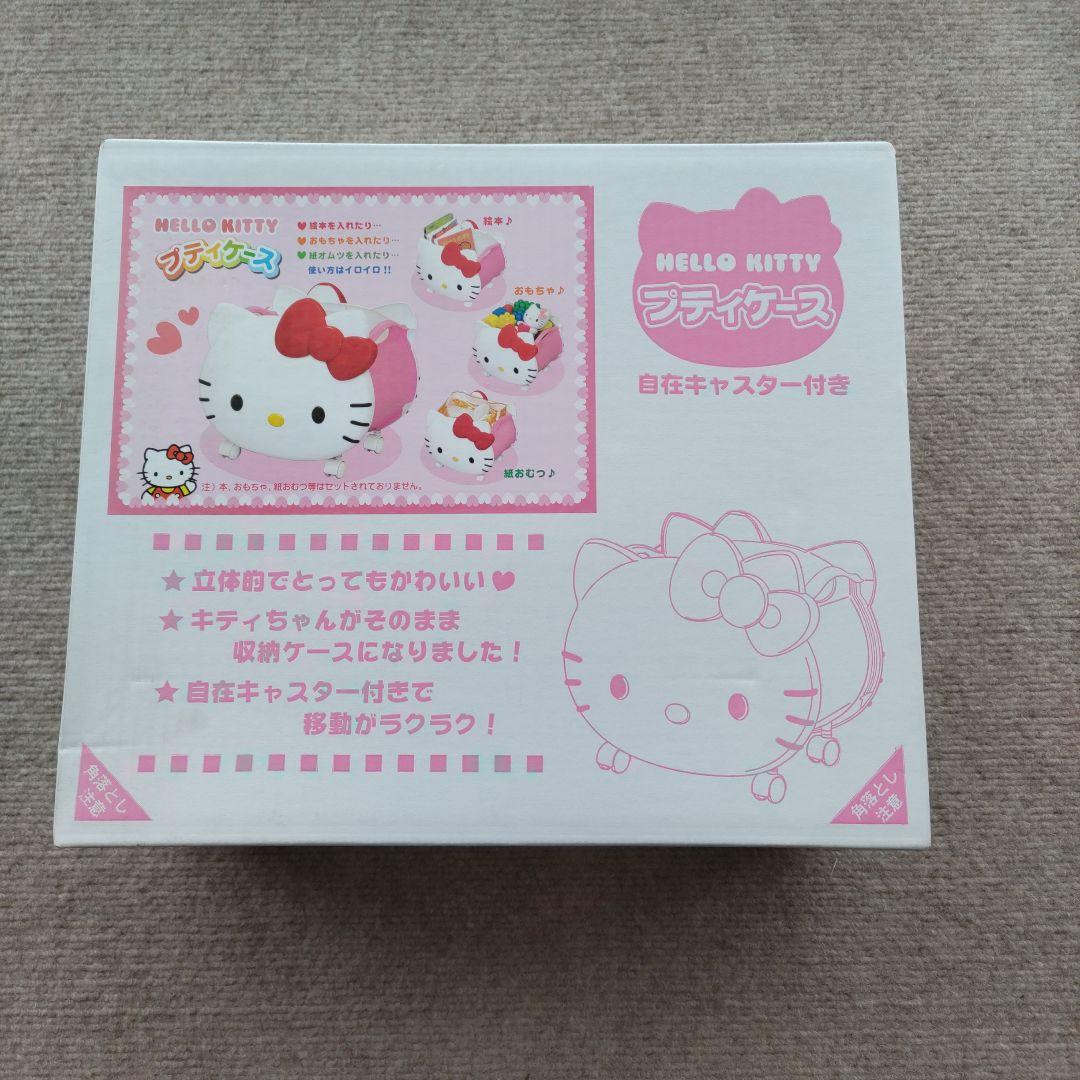 HELLO KITTY
プティケース
♥絵本を入れたり…
♥おもちゃを入れたり…
♥紙オムツを入れたり…
使い方はイロイロ!!
絵本♪
おもちゃ♪
紙おむつ♪
注）本、おもちゃ、紙おむつ等はセットされておりません。
HELLO KITTY
プティケース
自在キャスター付き
★立体的でとってもかわいい♥
★キティちゃんがそのまま
収納ケースになりました！
★自在キャスター付きで
移動がラクラク！
角落とし
注意
角落とし
注意